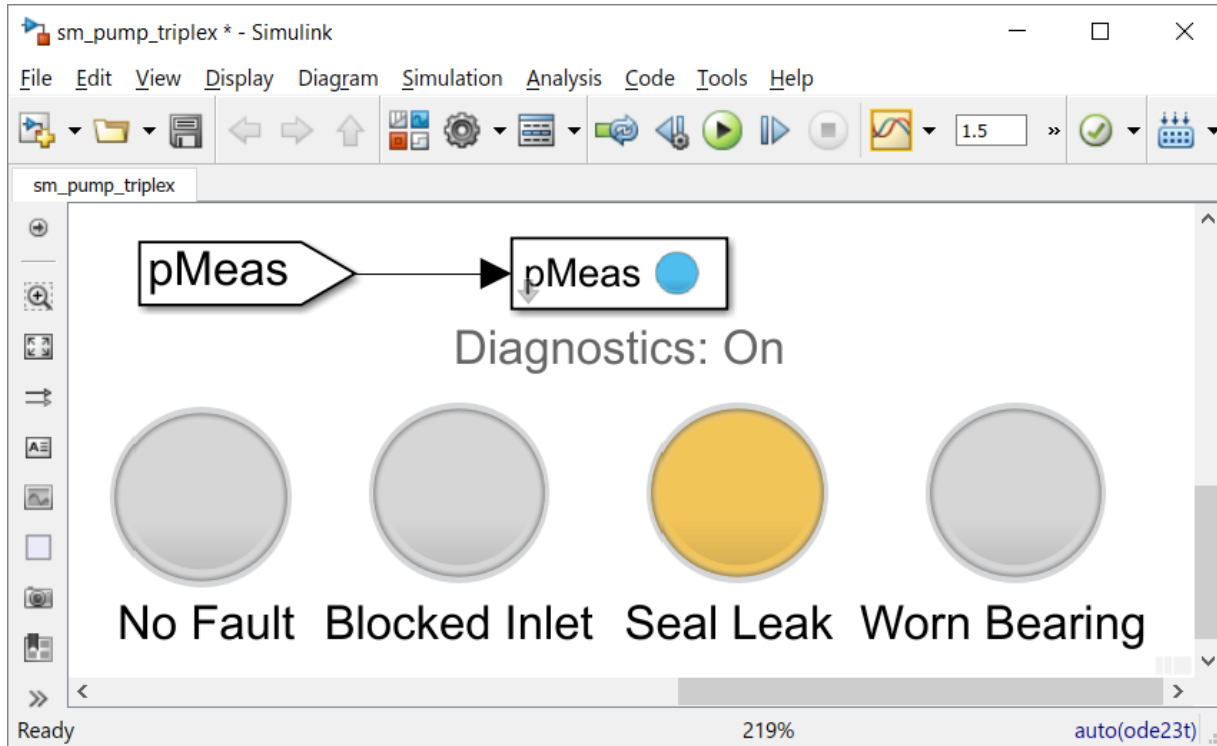 sm_pump_triplex * - Simulink
File Edit View Display Diagram Simulation Analysis Code Tools Help
1.5 »
sm_pump_triplex
pMeas pMeas
Diagnostics: On
No Fault Blocked Inlet Seal Leak Worn Bearing
Ready 219% auto(ode23t)